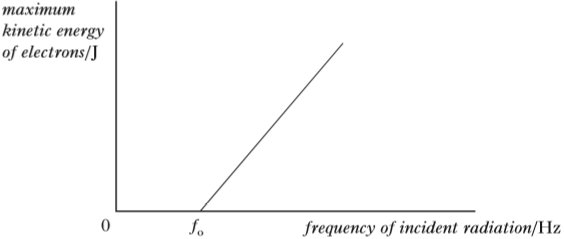 maximum
kinetic energy
of electrons/J
0
fo
frequency of incident radiation/Hz